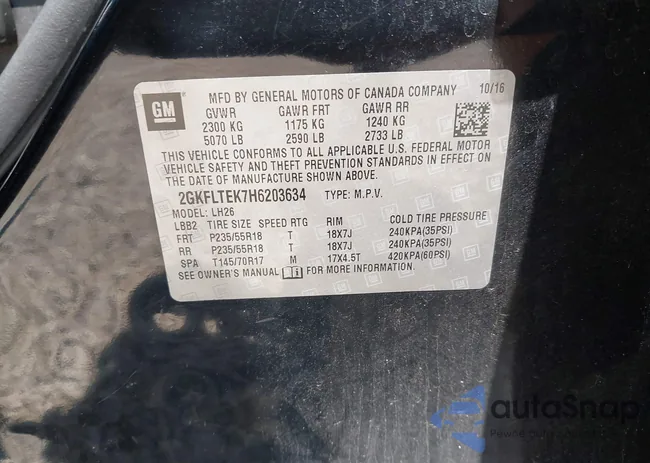 GM
MFD BY GENERAL MOTORS OF CANADA COMPANY 10/16
GVWR GAWR FRT GAWR RR
2300 KG 1175 KG 1240 KG
5070 LB 2590 LB 2733 LB
THIS VEHICLE CONFORMS TO ALL APPLICABLE U.S. FEDERAL MOTOR
VEHICLE SAFETY AND THEFT PREVENTION STANDARDS IN EFFECT ON
THE DATE OF MANUFACTURE SHOWN ABOVE.
2GKFLTEK7H6203634 TYPE: M.P.V.
MODEL: LH26
LBB2 TIRE SIZE SPEED RTG RIM COLD TIRE PRESSURE
FRT P235/55R18 T 18X7J 240KPA(35PSI)
RR P235/55R18 T 18X7J 240KPA(35PSI)
SPA T145/70R17 M 17X4.5T 420KPA(60PSI)
SEE OWNER'S MANUAL FOR MORE INFORMATION.
autoSnap